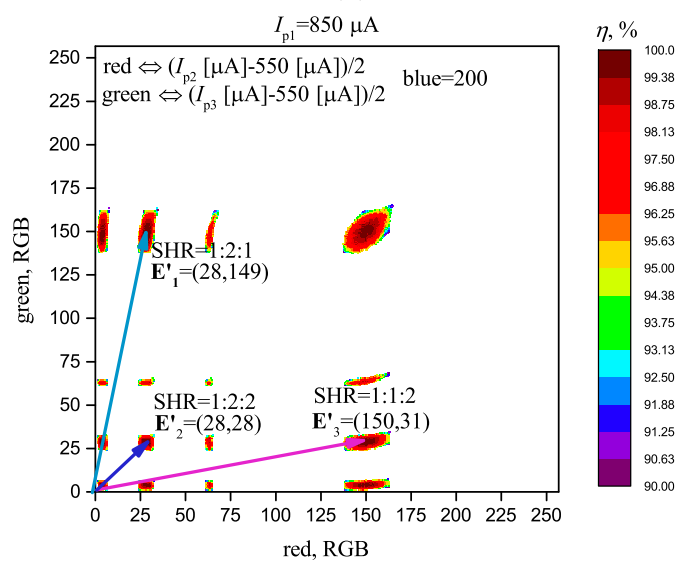 I_p1=850 μA
η, %
red ⇔ (I_p2 [μA]-550 [μA])/2
green ⇔ (I_p3 [μA]-550 [μA])/2
blue=200
250
225
200
175
150
125
100
75
50
25
0
green, RGB
SHR=1:2:1
E'_1=(28,149)
SHR=1:2:2
E'_2=(28,28)
SHR=1:1:2
E'_3=(150,31)
0 25 50 75 100 125 150 175 200 225 250
red, RGB
100.0
99.38
98.75
98.13
97.50
96.88
96.25
95.63
95.00
94.38
93.75
93.13
92.50
91.88
91.25
90.63
90.00